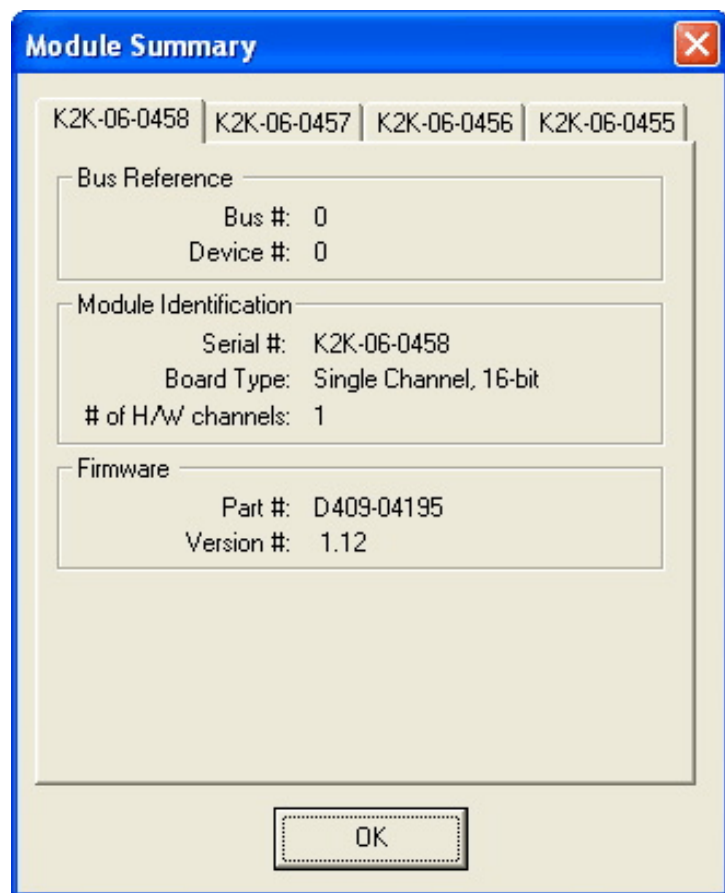 Module Summary
K2K-06-0458 K2K-06-0457 K2K-06-0456 K2K-06-0455
Bus Reference
Bus #: 0
Device #: 0
Module Identification
Serial #: K2K-06-0458
Board Type: Single Channel, 16-bit
# of H/W channels: 1
Firmware
Part #: D409-04195
Version #: 1.12
OK